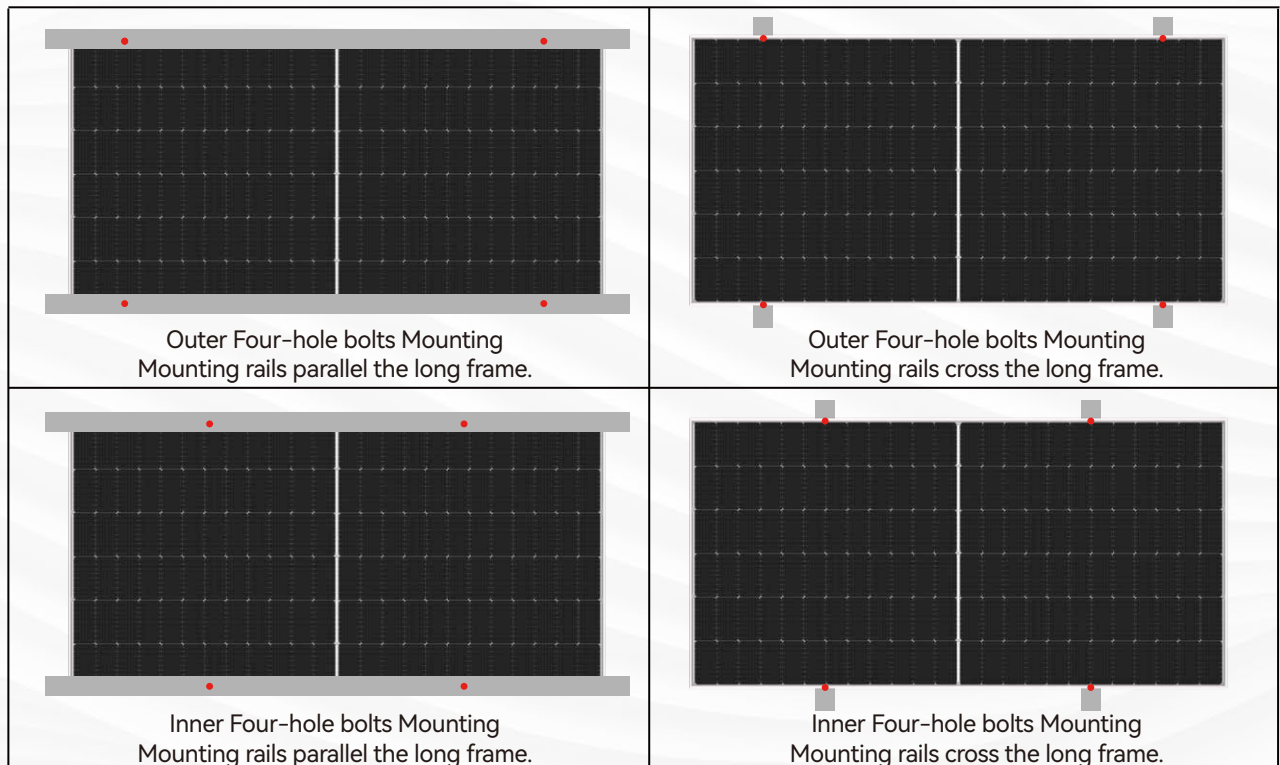 Outer Four-hole bolts Mounting
Mounting rails parallel the long frame.
Outer Four-hole bolts Mounting
Mounting rails cross the long frame.
Inner Four-hole bolts Mounting
Mounting rails parallel the long frame.
Inner Four-hole bolts Mounting
Mounting rails cross the long frame.